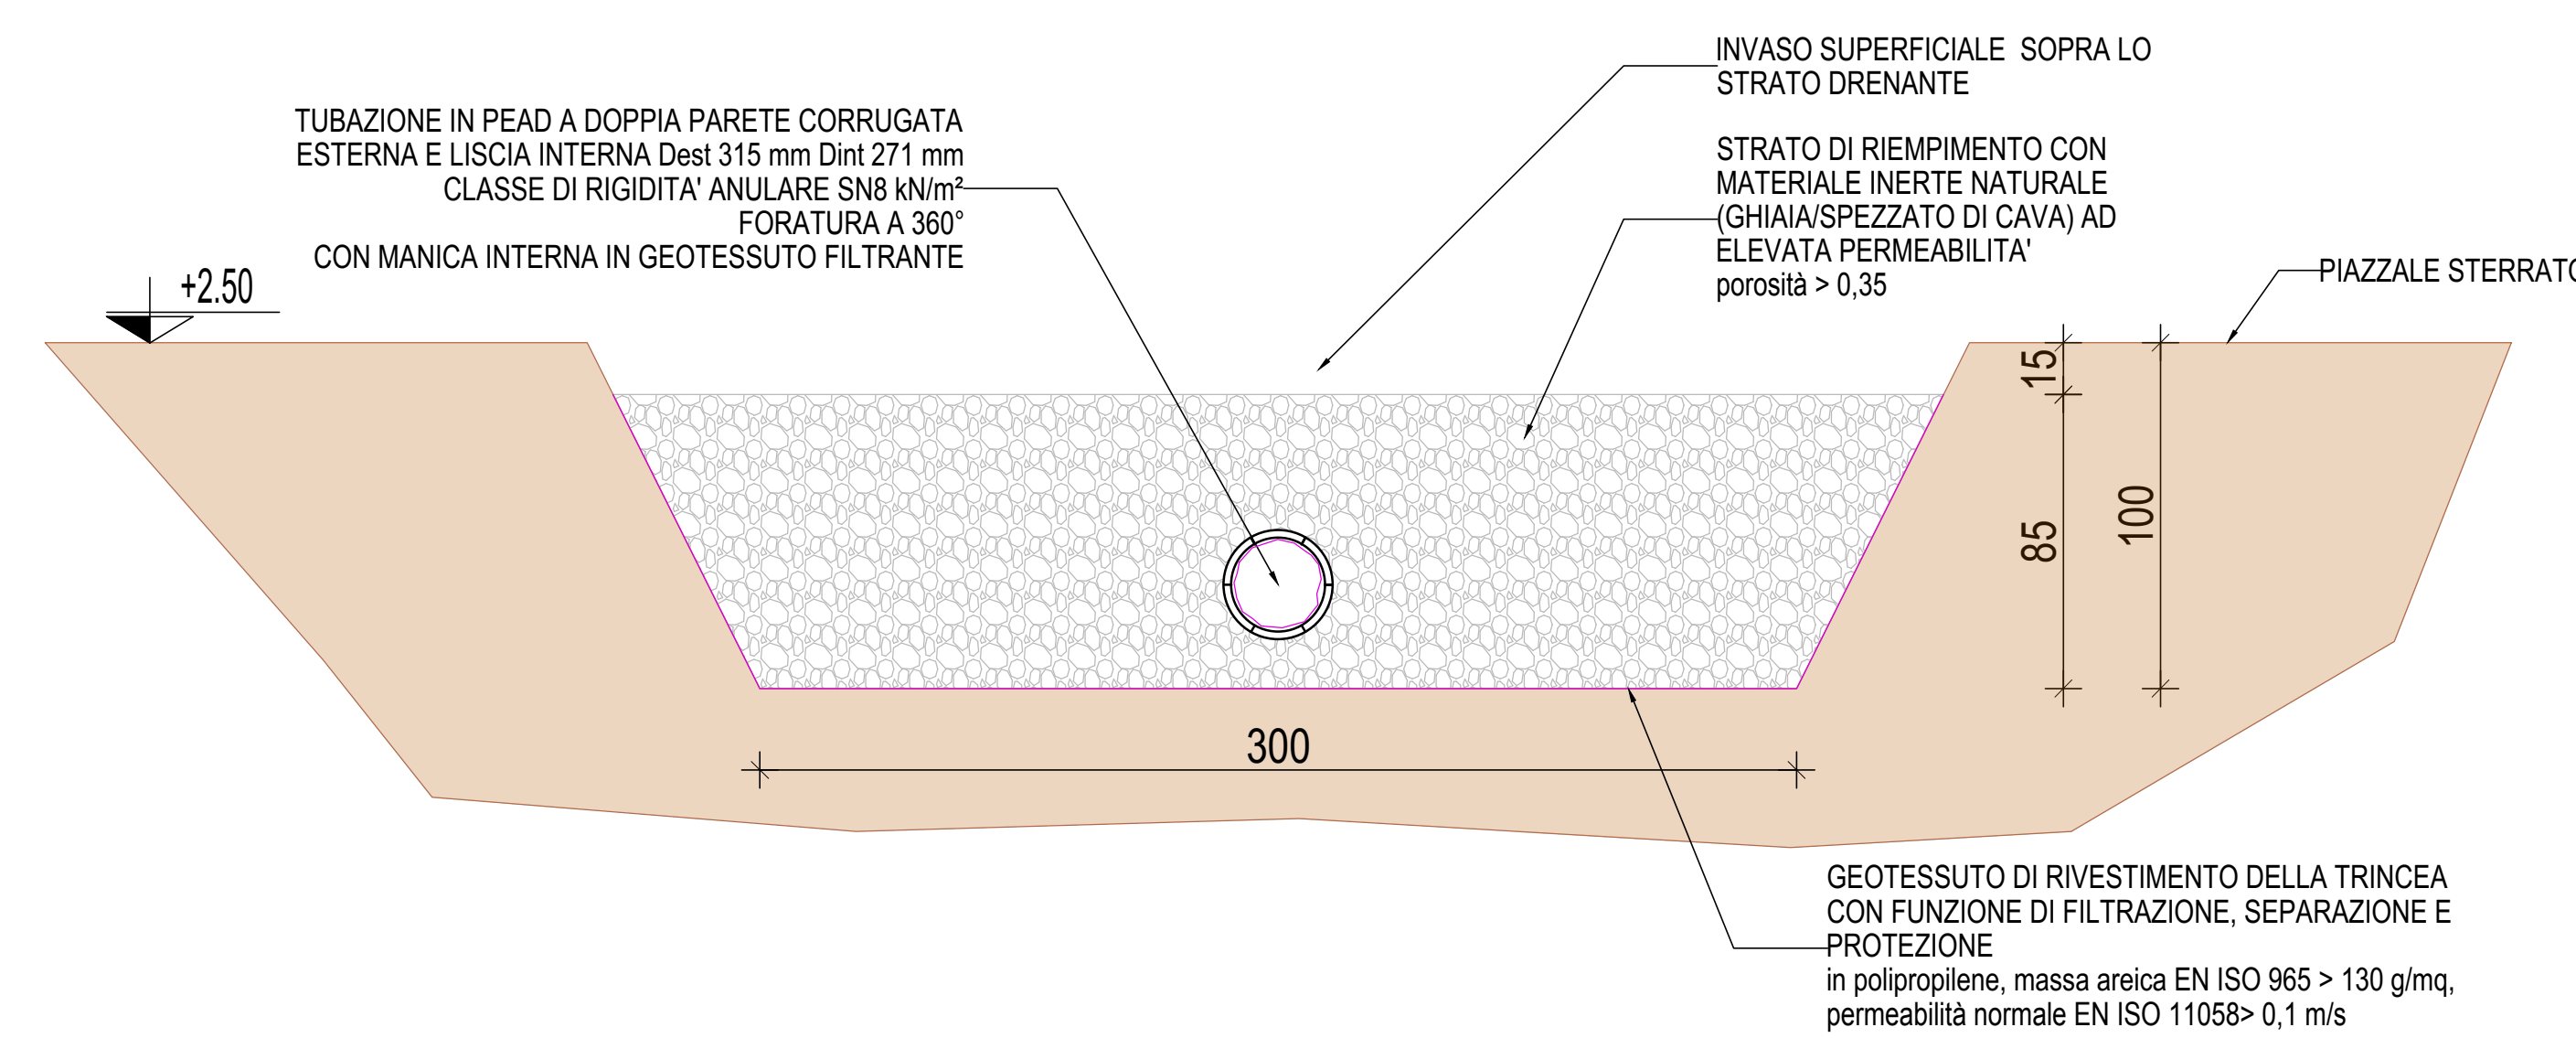 INVASO SUPERFICIALE SOPRA LO
STRATO DRENANTE
TUBAZIONE IN PEAD A DOPPIA PARETE CORRUGATA
ESTERNA E LISCIA INTERNA Dest 315 mm Dint 271 mm
CLASSE DI RIGIDITA' ANULARE SN8 kN/m²
FORATURA A 360°
CON MANICA INTERNA IN GEOTESSUTO FILTRANTE
STRATO DI RIEMPIMENTO CON
MATERIALE INERTE NATURALE
(GHIAIA/SPEZZATO DI CAVA) AD
ELEVATA PERMEABILITA'
porosità > 0,35
PIAZZALE STERRATO
+2.50
15
85
100
300
GEOTESSUTO DI RIVESTIMENTO DELLA TRINCEA
CON FUNZIONE DI FILTRAZIONE, SEPARAZIONE E
PROTEZIONE
in polipropilene, massa areica EN ISO 965 > 130 g/mq,
permeabilità normale EN ISO 11058> 0,1 m/s